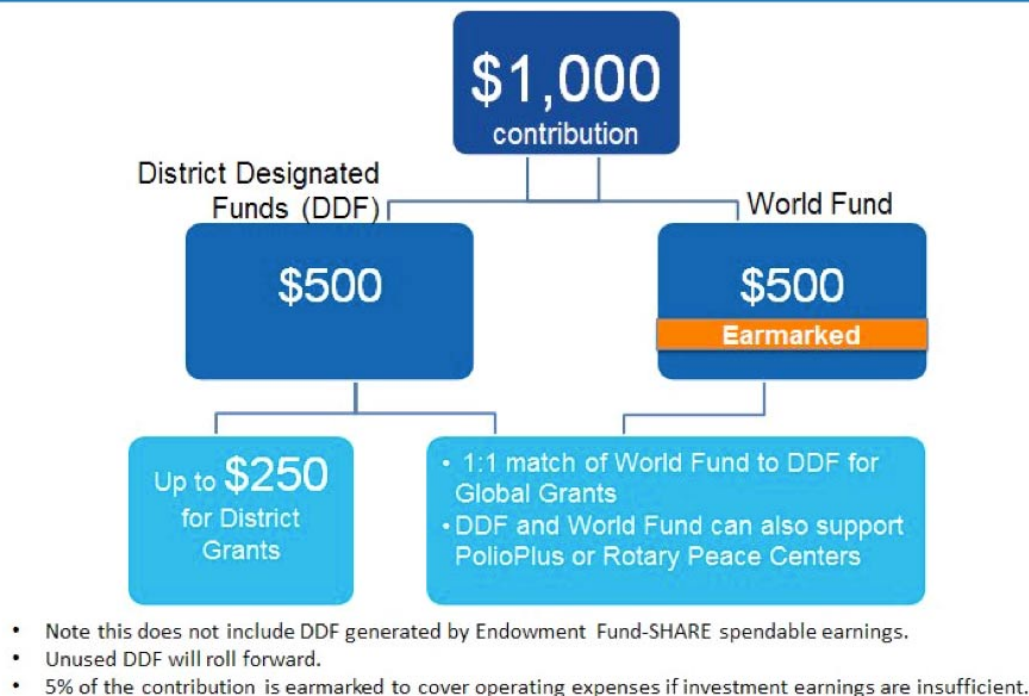 $1,000
contribution
District Designated
Funds (DDF)
World Fund
$500
$500
Earmarked
Up to $250
for District
Grants
• 1:1 match of World Fund to DDF for
Global Grants
• DDF and World Fund can also support
PolioPlus or Rotary Peace Centers
• Note this does not include DDF generated by Endowment Fund-SHARE spendable earnings.
• Unused DDF will roll forward.
• 5% of the contribution is earmarked to cover operating expenses if investment earnings are insufficient.